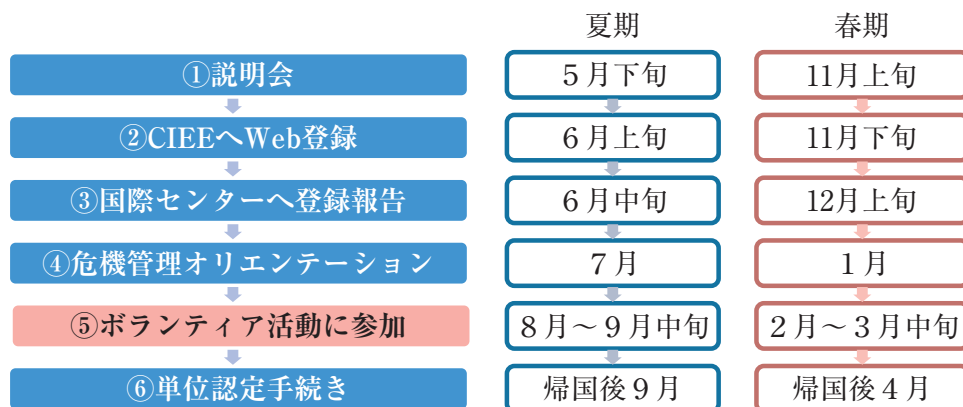 夏期 春期
①説明会 5月下旬 11月上旬
②CIEEへWeb登録 6月上旬 11月下旬
③国際センターへ登録報告 6月中旬 12月上旬
④危機管理オリエンテーション 7月 1月
⑤ボランティア活動に参加 8月～9月中旬 2月～3月中旬
⑥単位認定手続き 帰国後9月 帰国後4月